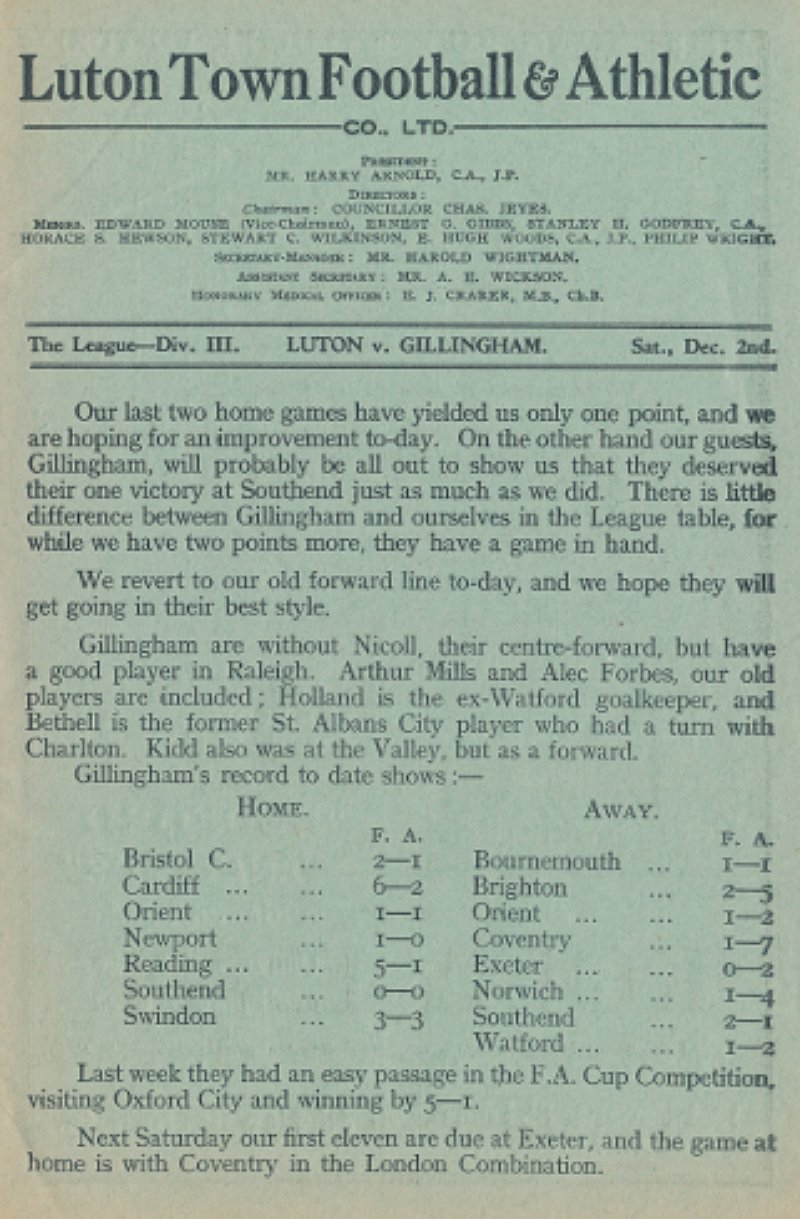 Luton Town Football & Athletic
CO., LTD.
PRESIDENT:
MR. HARRY ARNOLD, C.A., J.P.
DIRECTORS:
Chairman: COUNCILLOR CHAS. JEYES.
MESSRS. EDWARD MOUSE (Vice-Chairman), ERNEST G. GIBBS, STANLEY H. GODFREY, C.A.,
HORACE S. HEWSON, STEWART C. WILKINSON, E. HUGH WOODS, C.A., J.P., PHILIP WRIGHT.
SECRETARY-MANAGER: MR. HAROLD WIGHTMAN.
ASSISTANT SECRETARY: MR. A. H. WICKSON.
HONORARY MEDICAL OFFICER: H. J. M.B., Ch.B.
The League—Div. III. LUTON v. GILLINGHAM. Sat., Dec. 2nd.
Our last two home games have yielded us only one point, and we
are hoping for an improvement to-day. On the other hand our guests,
Gillingham, will probably be all out to show us that they deserved
their one victory at Southend just as much as we did. There is little
difference between Gillingham and ourselves in the League table, for
while we have two points more, they have a game in hand.
We revert to our old forward line to-day, and we hope they will
get going in their best style.
Gillingham are without Nicoll, their centre-forward, but have
a good player in Raleigh. Arthur Mills and Alec Forbes, our old
players are included; Holland is the ex-Watford goalkeeper, and
Bethell is the former St. Albans City player who had a turn with
Charlton. Kidd also was at the Valley, but as a forward.
Gillingham's record to date shows:—
HOME.
F. A.
Bristol C. ... 2—1
Cardiff ... ... 6—2
Orient ... ... 1—1
Newport ... 1—0
Reading ... ... 5—1
Southend ... 0—0
Swindon ... 3—3
AWAY.
F. A.
Bournemouth ... 1—1
Brighton ... 2—5
Orient ... ... 1—2
Coventry ... 1—7
Exeter ... ... 0—2
Norwich ... ... 1—4
Southend ... 2—1
Watford ... ... 1—2
Last week they had an easy passage in the F.A. Cup Competition,
visiting Oxford City and winning by 5—1.
Next Saturday our first eleven are due at Exeter, and the game at
home is with Coventry in the London Combination.